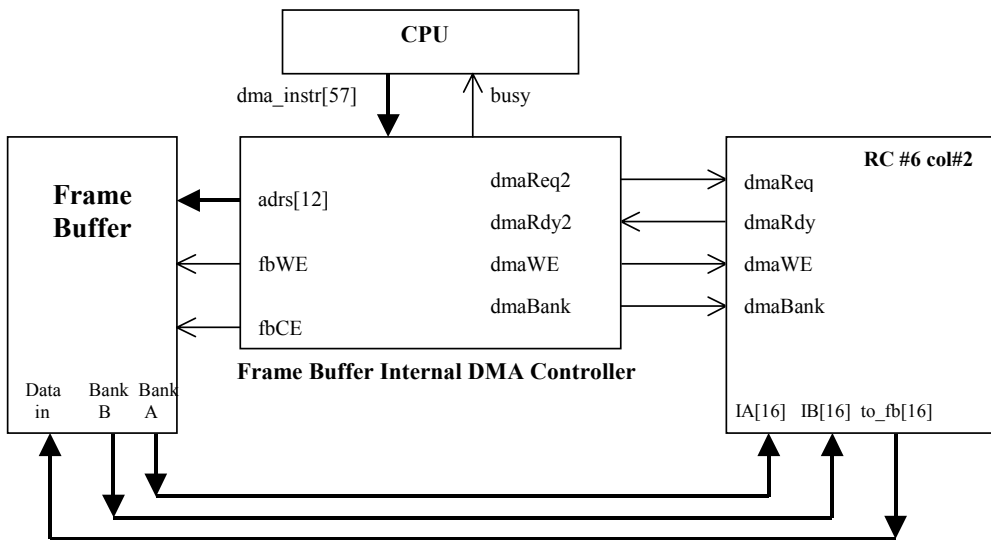 CPU
dma_instr[57]
busy
Frame
Buffer
adrs[12]
fbWE
fbCE
dmaReq2
dmaRdy2
dmaWE
dmaBank
RC #6 col#2
dmaReq
dmaRdy
dmaWE
dmaBank
Frame Buffer Internal DMA Controller
Data
in
Bank
B
Bank
A
IA[16] IB[16] to_fb[16]